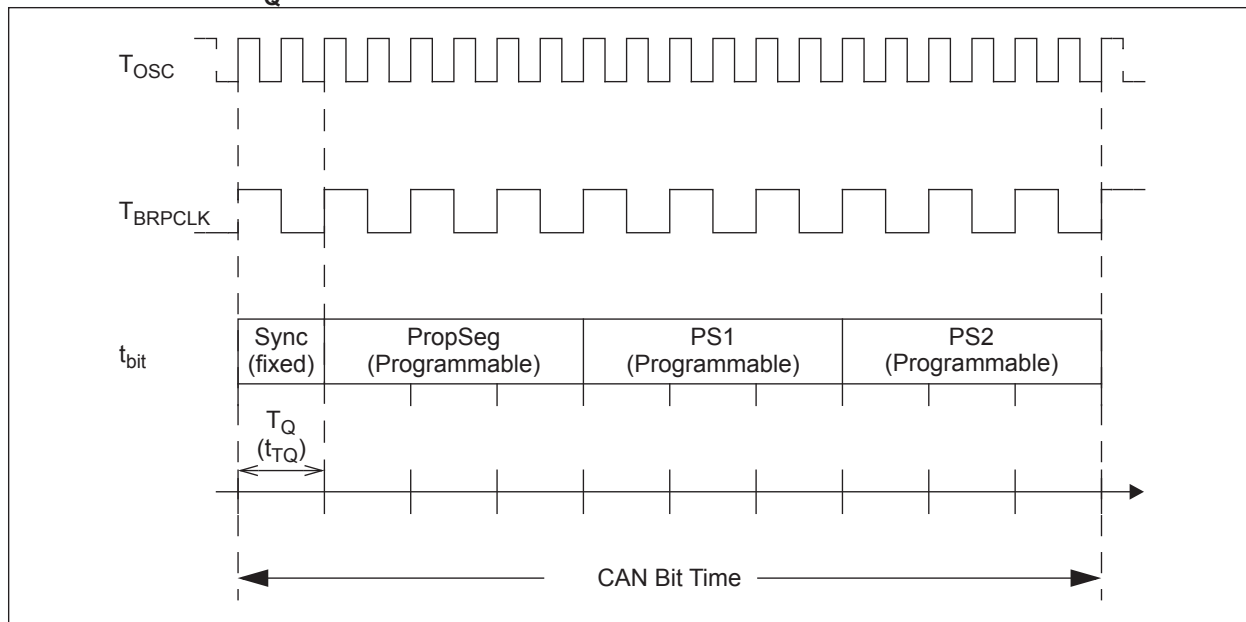 Q
TOSC
TBRPCLK
tbit
Sync
(fixed)
PropSeg
(Programmable)
PS1
(Programmable)
PS2
(Programmable)
TQ
(tTQ)
CAN Bit Time